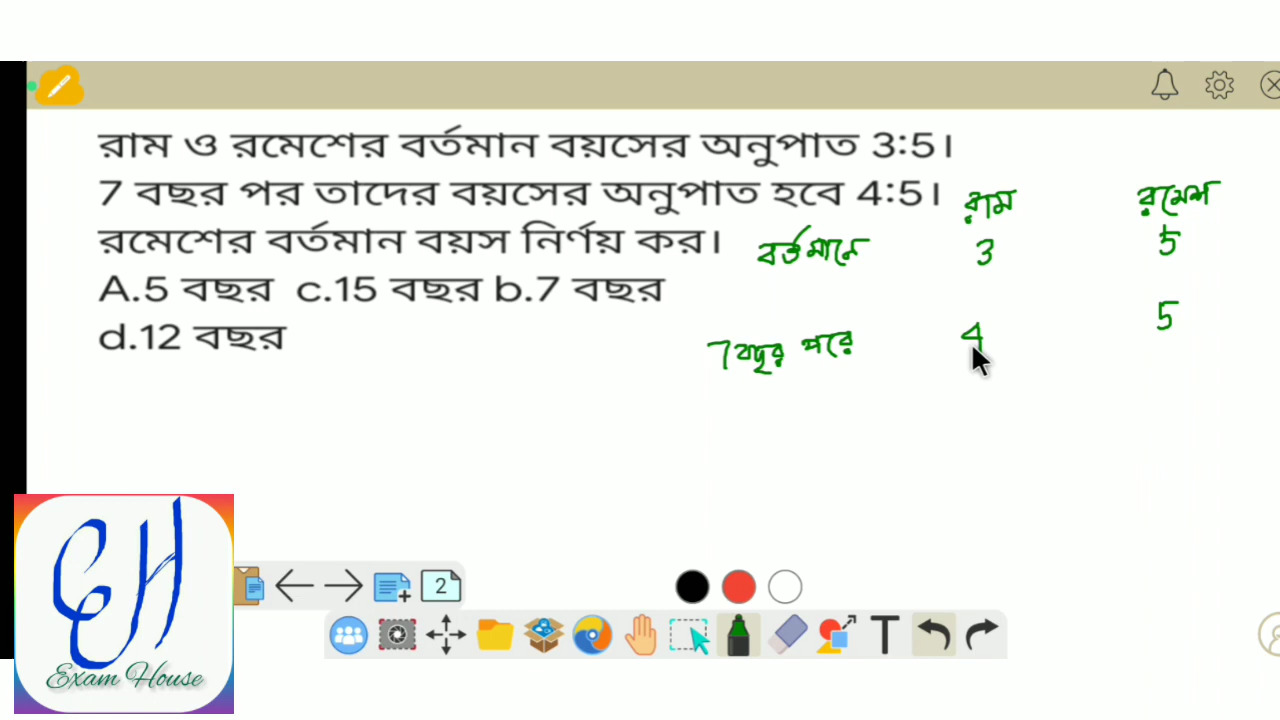 রাম ও রমেশের বর্তমান বয়সের অনুপাত 3:5।
7 বছর পর তাদের বয়সের অনুপাত হবে 4:5।
রমেশের বর্তমান বয়স নির্ণয় কর।
A.5 বছর c.15 বছর b.7 বছর
d.12 বছর
রাম রমেশ
বর্তমানে 3 5
7 বছর পরে 4 5
2
T
CH
Exam House